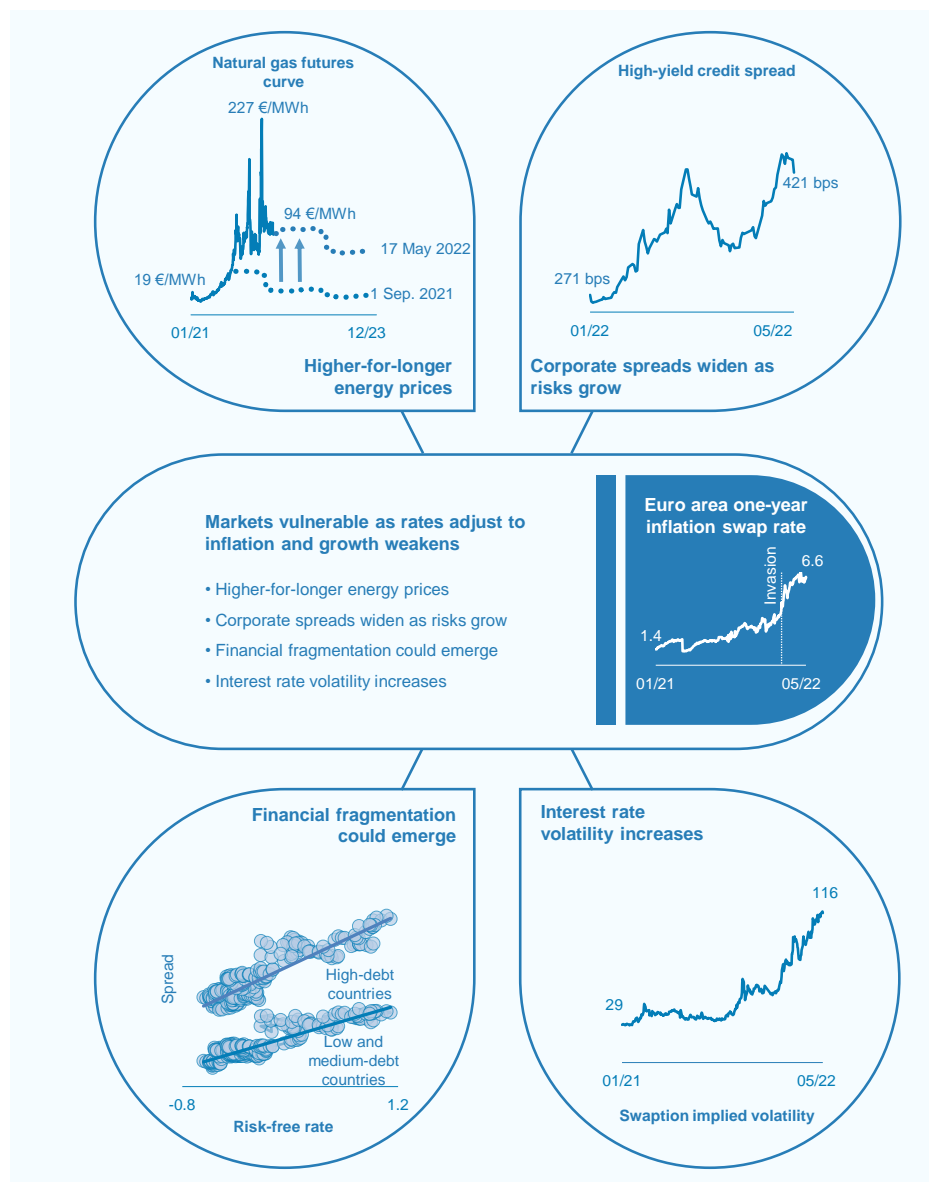 Natural gas futures
curve
227 €/MWh
94 €/MWh
17 May 2022
19 €/MWh
1 Sep. 2021
01/21
12/23
Higher-for-longer
energy prices
High-yield credit spread
421 bps
271 bps
01/22
05/22
Corporate spreads widen as
risks grow
Markets vulnerable as rates adjust to
inflation and growth weakens
• Higher-for-longer energy prices
• Corporate spreads widen as risks grow
• Financial fragmentation could emerge
• Interest rate volatility increases
Euro area one-year
inflation swap rate
Invasion
6.6
1.4
01/21
05/22
Financial fragmentation
could emerge
Spread
High-debt
countries
Low and
medium-debt
countries
-0.8
1.2
Risk-free rate
Interest rate
volatility increases
116
29
01/21
05/22
Swaption implied volatility